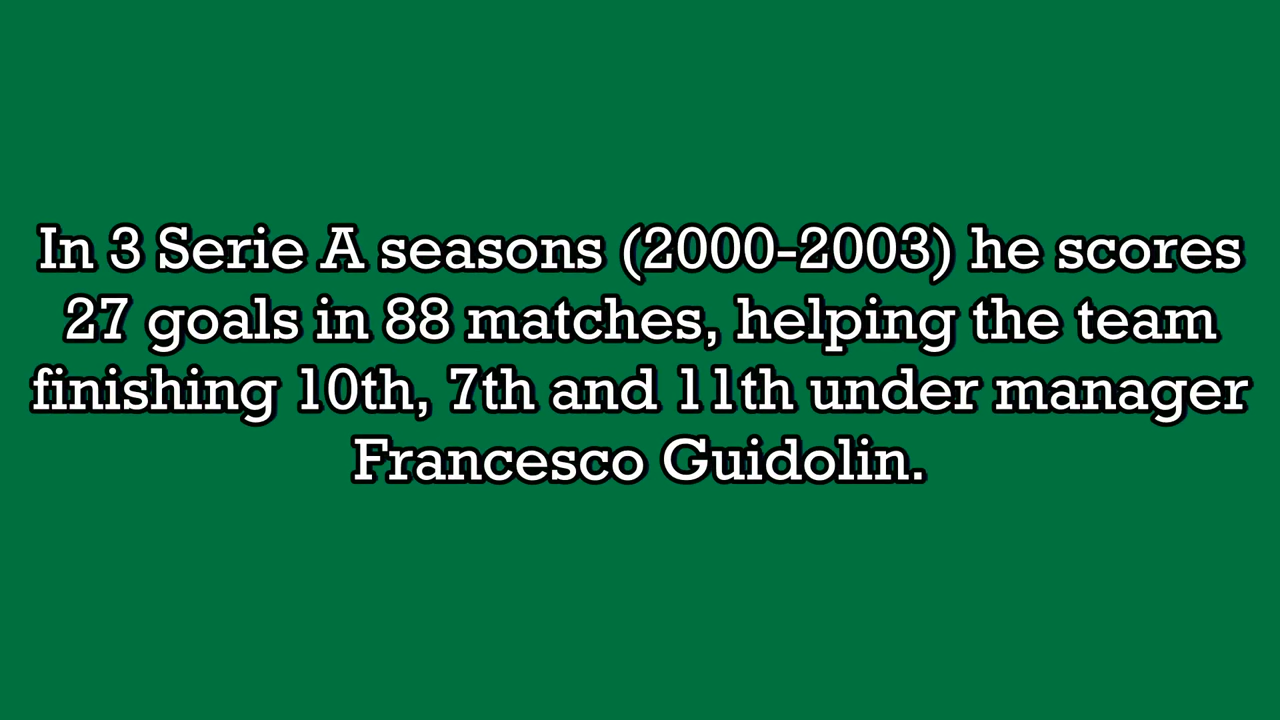 In 3 Serie A seasons (2000-2003) he scores
27 goals in 88 matches, helping the team
finishing 10th, 7th and 11th under manager
Francesco Guidolin.